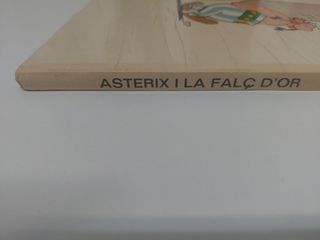 ASTERIX I LA FALÇ D'OR